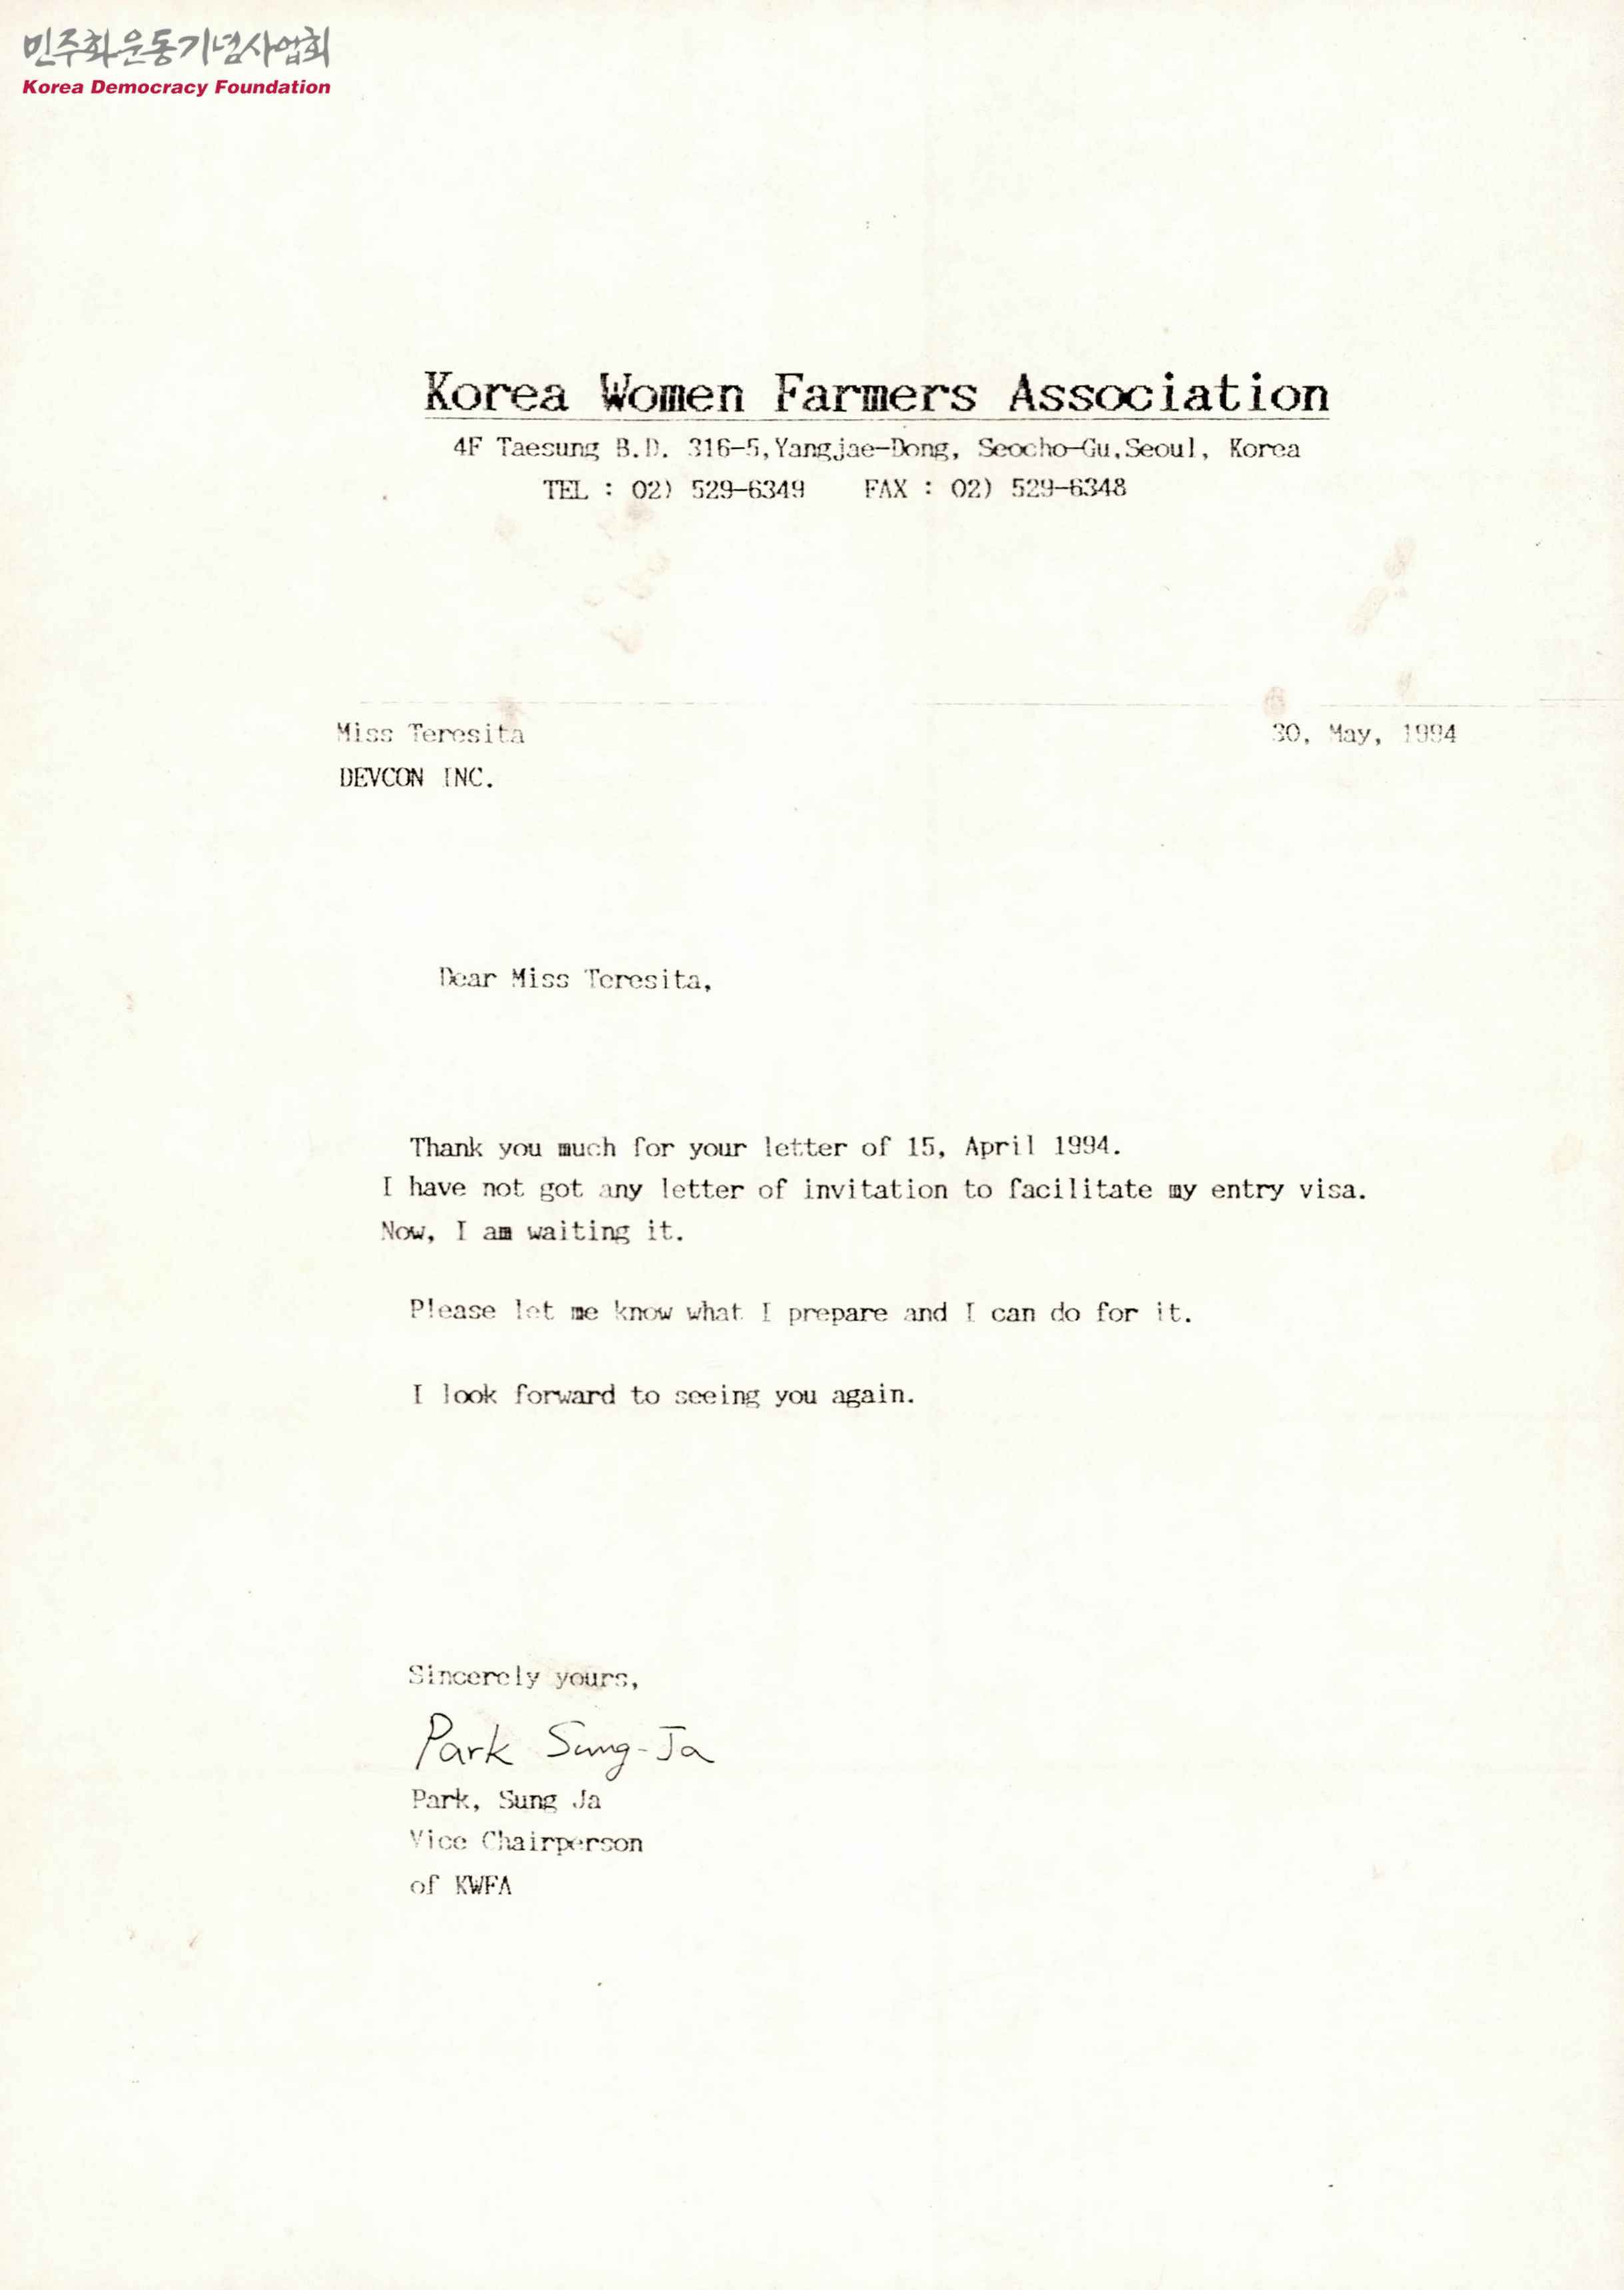 민주화운동기념사업회
Korea Democracy Foundation
Korea Women Farmers Association
4F Taesung B.D. 316-5,Yangjae-Dong, Seocho-Gu,Seoul, Korea
TEL : 02) 529-6349 FAX : 02) 529-6348
Miss Teresita 30, May, 1994
DEVCON INC.
Dear Miss Teresita,
Thank you much for your letter of 15, April 1994.
I have not got any letter of invitation to facilitate my entry visa.
Now, I am waiting it.
Please let me know what I prepare and I can do for it.
I look forward to seeing you again.
Sincerely yours,
Park Sung-Ja
Park, Sung Ja
Vice Chairperson
of KWFA